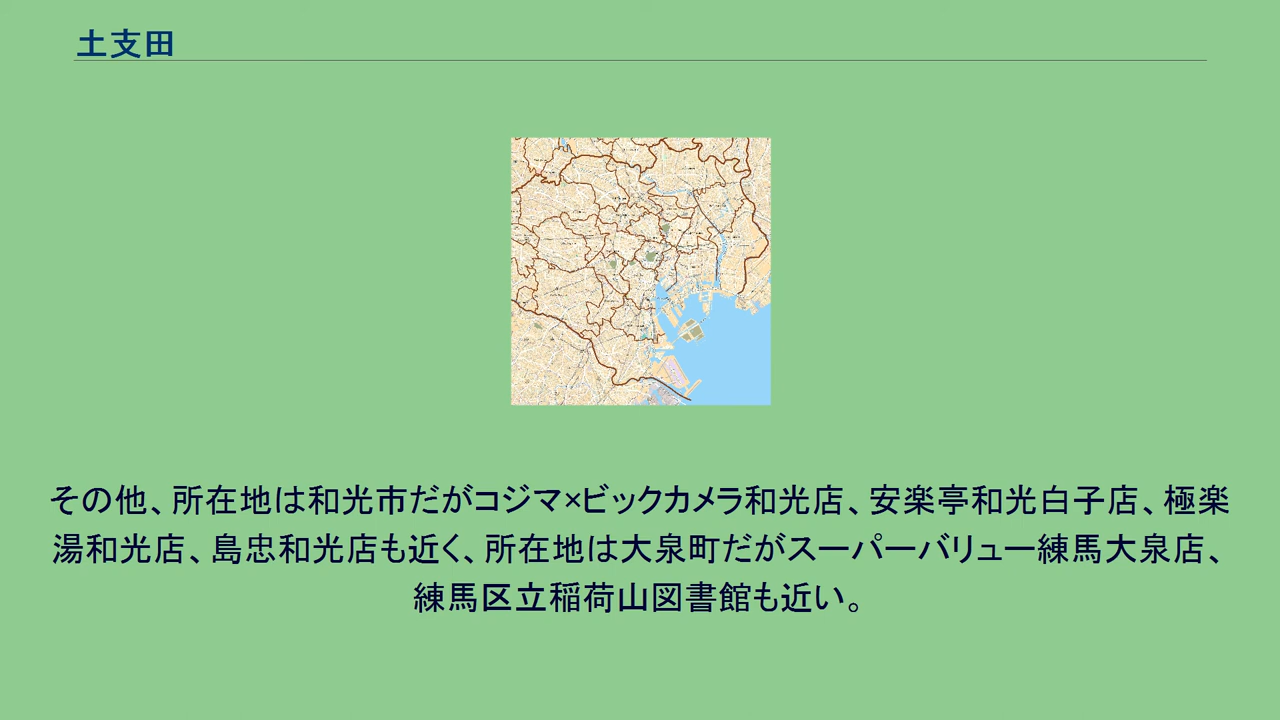 土支田
その他、所在地は和光市だがコジマ×ビックカメラ和光店、安楽亭和光白子店、極楽
湯和光店、島忠和光店も近く、所在地は大泉町だがスーパーバリュー練馬大泉店、
練馬区立稲荷山図書館も近い。